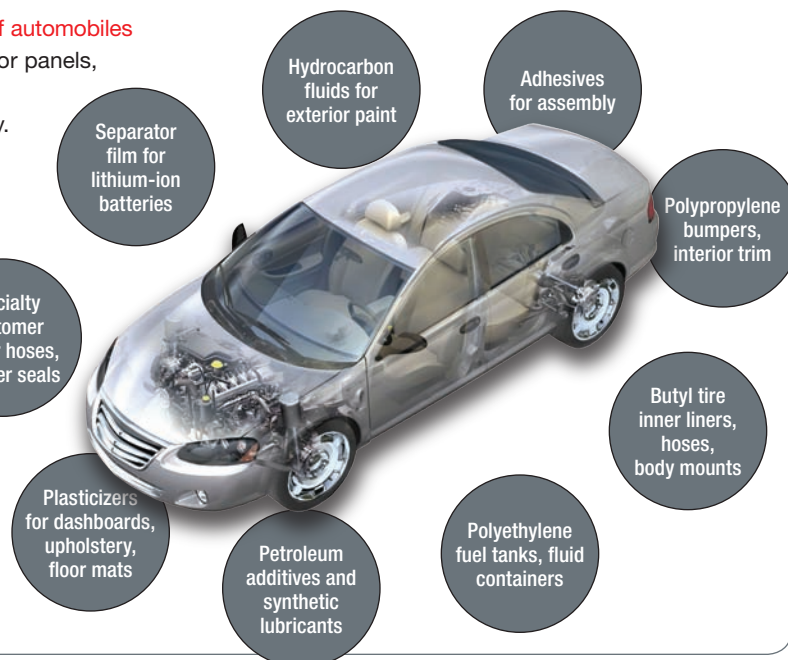 f automobiles
or panels,
y.
Hydrocarbon
fluids for
exterior paint
Adhesives
for assembly
Separator
film for
lithium-ion
batteries
Polypropylene
bumpers,
interior trim
cialty
tomer
hoses,
er seals
Butyl tire
inner liners,
hoses,
body mounts
Plasticizers
for dashboards,
upholstery,
floor mats
Petroleum
additives and
synthetic
lubricants
Polyethylene
fuel tanks, fluid
containers